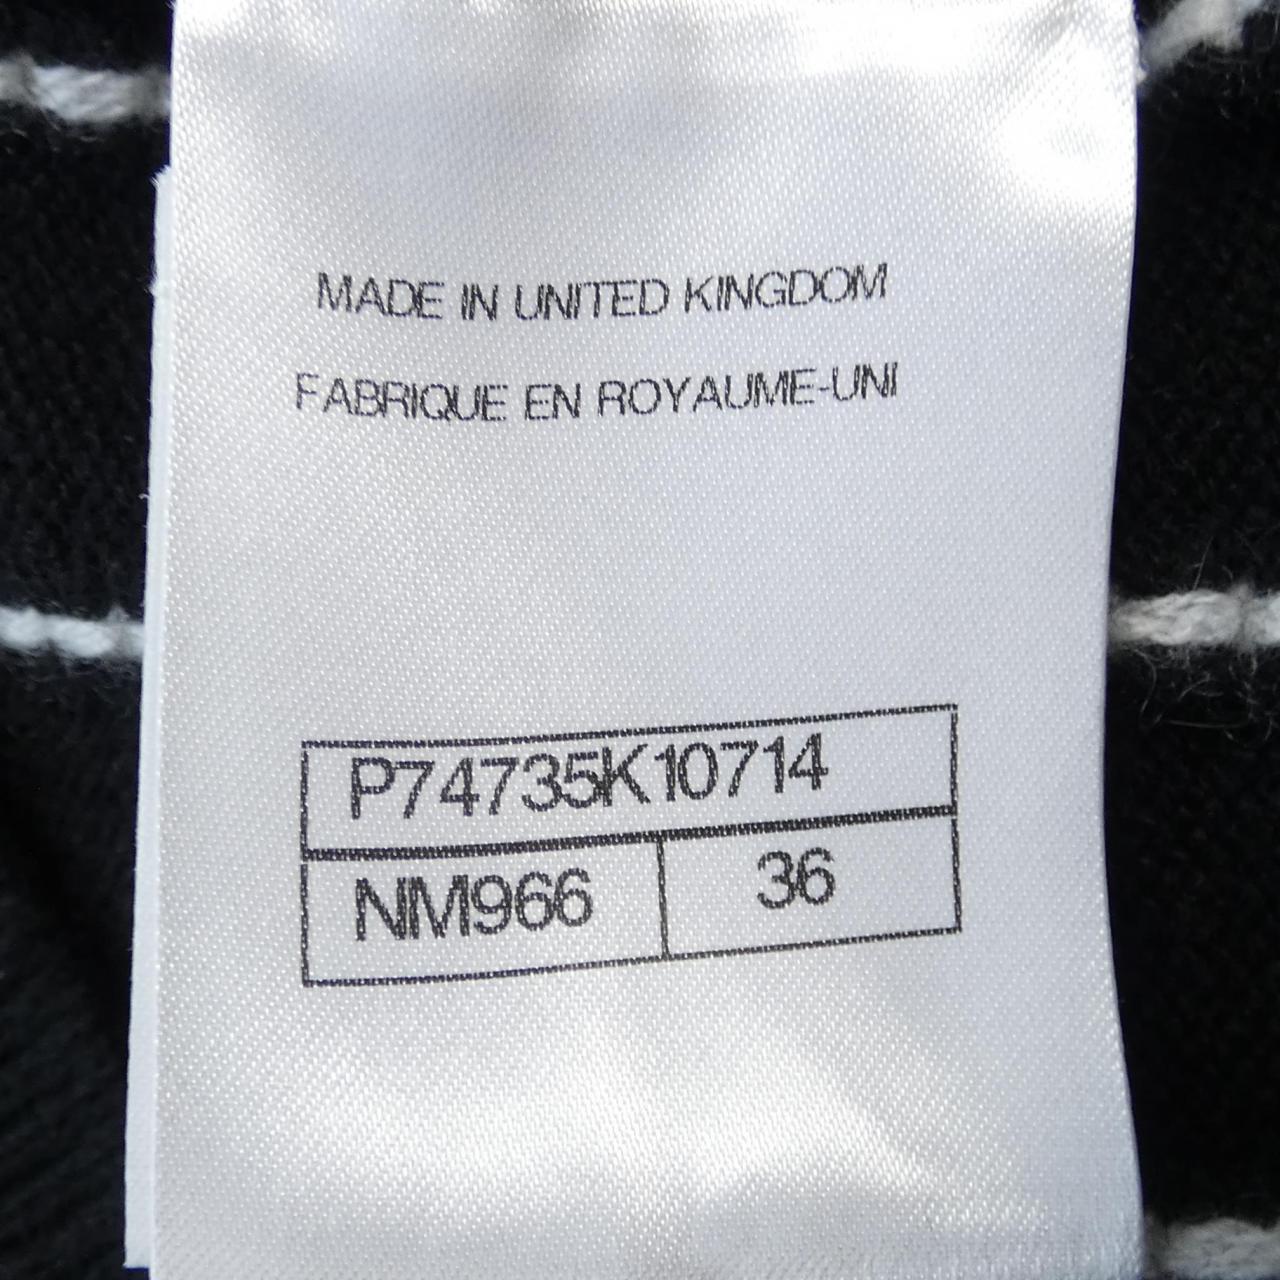 MADE IN UNITED KINGDOM
FABRIQUE EN ROYAUME-UNI
P74735K10714
NM966 36